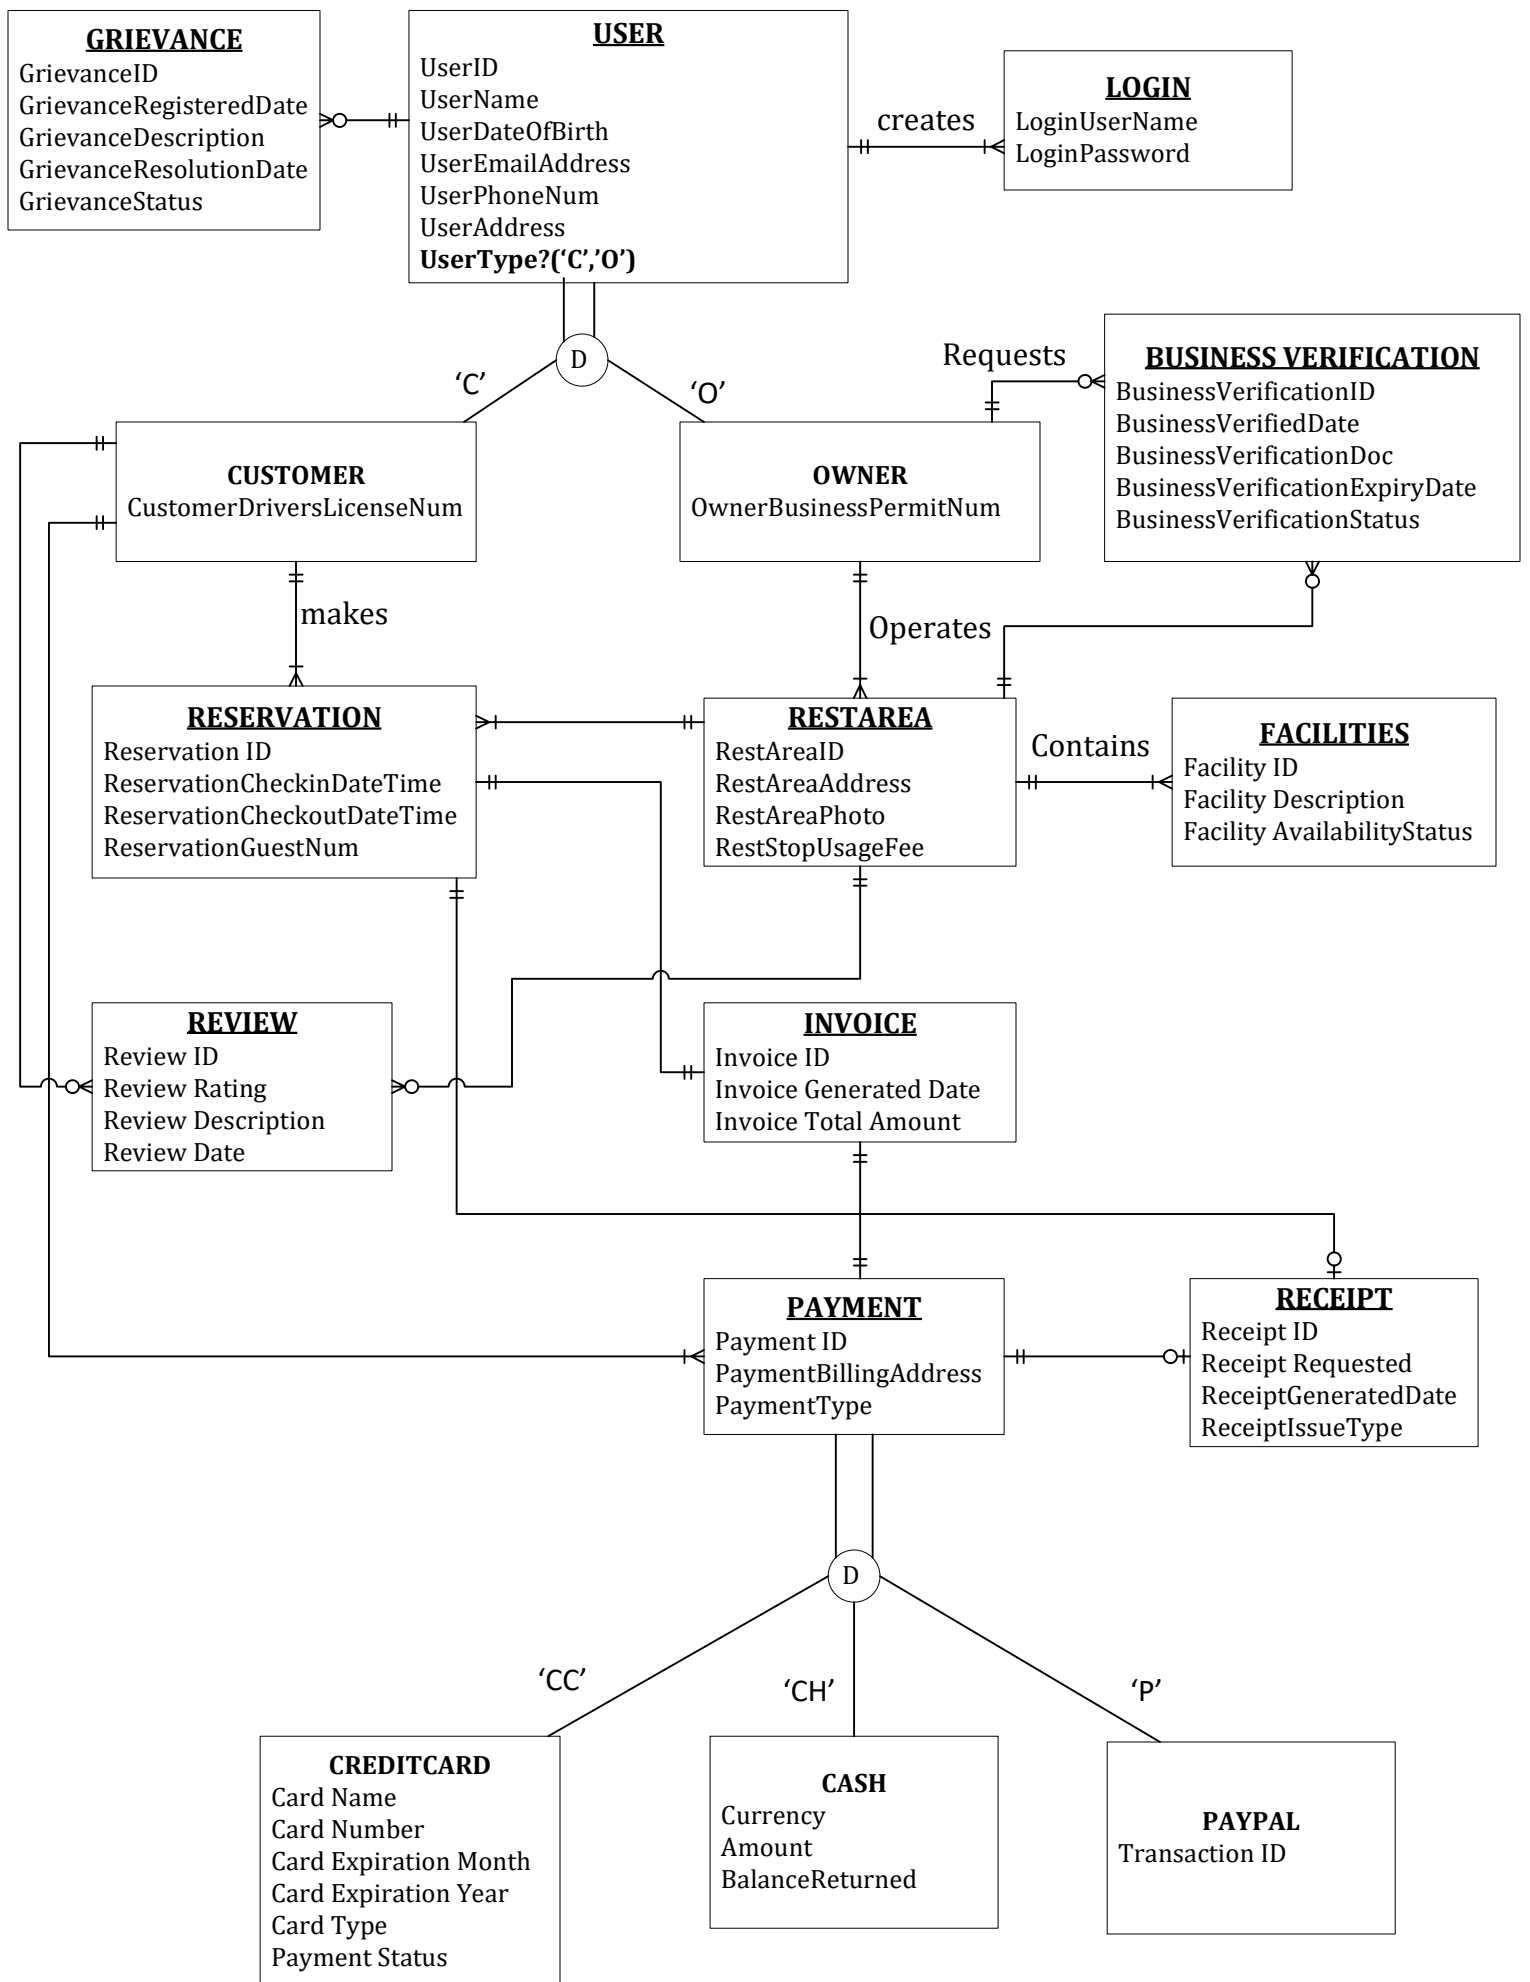 GRIEVANCE
GrievanceID
GrievanceRegisteredDate
GrievanceDescription
GrievanceResolutionDate
GrievanceStatus
USER
UserID
UserName
UserDateOfBirth
UserEmailAddress
UserPhoneNum
UserAddress
UserType?(‘C’,’O’)
creates
LOGIN
LoginUserName
LoginPassword
D
‘C’
‘O’
Requests
BUSINESS VERIFICATION
BusinessVerificationID
BusinessVerifiedDate
BusinessVerificationDoc
BusinessVerificationExpiryDate
BusinessVerificationStatus
CUSTOMER
CustomerDriversLicenseNum
OWNER
OwnerBusinessPermitNum
makes
Operates
RESERVATION
Reservation ID
ReservationCheckinDateTime
ReservationCheckoutDateTime
ReservationGuestNum
RESTAREA
RestAreaID
RestAreaAddress
RestAreaPhoto
RestStopUsageFee
Contains
FACILITIES
Facility ID
Facility Description
Facility AvailabilityStatus
REVIEW
Review ID
Review Rating
Review Description
Review Date
INVOICE
Invoice ID
Invoice Generated Date
Invoice Total Amount
PAYMENT
Payment ID
PaymentBillingAddress
PaymentType
RECEIPT
Receipt ID
Receipt Requested
ReceiptGeneratedDate
ReceiptIssueType
D
‘CC’
‘CH’
‘P’
CREDITCARD
Card Name
Card Number
Card Expiration Month
Card Expiration Year
Card Type
Payment Status
CASH
Currency
Amount
BalanceReturned
PAYPAL
Transaction ID